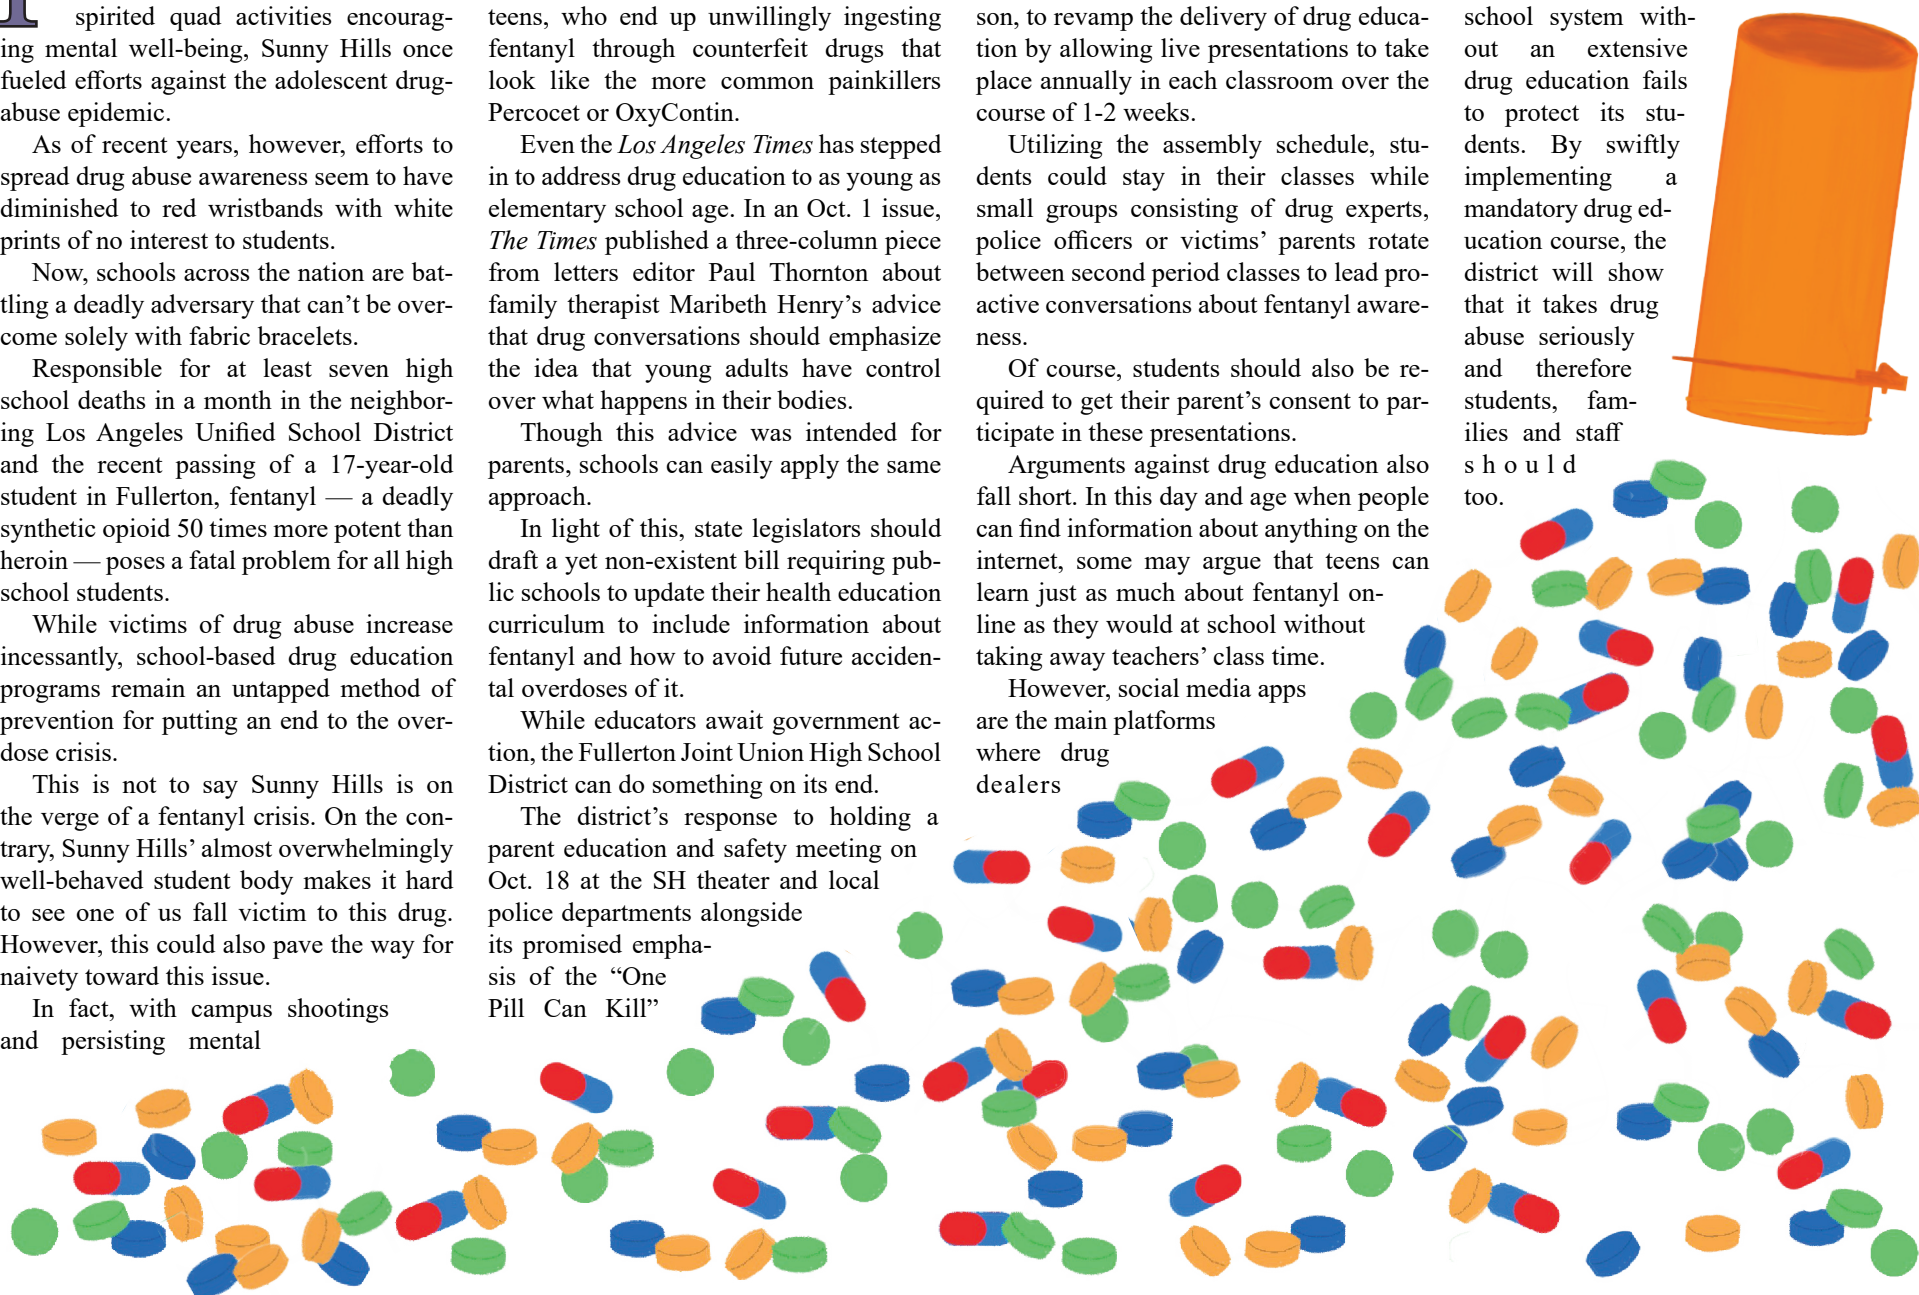 spirited quad activities encourag-
ing mental well-being, Sunny Hills once
fueled efforts against the adolescent drug-
abuse epidemic.
As of recent years, however, efforts to
spread drug abuse awareness seem to have
diminished to red wristbands with white
prints of no interest to students.
Now, schools across the nation are bat-
tling a deadly adversary that can’t be over-
come solely with fabric bracelets.
Responsible for at least seven high
school deaths in a month in the neighbor-
ing Los Angeles Unified School District
and the recent passing of a 17-year-old
student in Fullerton, fentanyl — a deadly
synthetic opioid 50 times more potent than
heroin — poses a fatal problem for all high
school students.
While victims of drug abuse increase
incessantly, school-based drug education
programs remain an untapped method of
prevention for putting an end to the over-
dose crisis.
This is not to say Sunny Hills is on
the verge of a fentanyl crisis. On the con-
trary, Sunny Hills’ almost overwhelmingly
well-behaved student body makes it hard
to see one of us fall victim to this drug.
However, this could also pave the way for
naivety toward this issue.
In fact, with campus shootings
and persisting mental
teens, who end up unwillingly ingesting
fentanyl through counterfeit drugs that
look like the more common painkillers
Percocet or OxyContin.
Even the Los Angeles Times has stepped
in to address drug education to as young as
elementary school age. In an Oct. 1 issue,
The Times published a three-column piece
from letters editor Paul Thornton about
family therapist Maribeth Henry’s advice
that drug conversations should emphasize
the idea that young adults have control
over what happens in their bodies.
Though this advice was intended for
parents, schools can easily apply the same
approach.
In light of this, state legislators should
draft a yet non-existent bill requiring pub-
lic schools to update their health education
curriculum to include information about
fentanyl and how to avoid future acciden-
tal overdoses of it.
While educators await government ac-
tion, the Fullerton Joint Union High School
District can do something on its end.
The district’s response to holding a
parent education and safety meeting on
Oct. 18 at the SH theater and local
police departments alongside
its promised empha-
sis of the “One
Pill Can Kill”
son, to revamp the delivery of drug educa-
tion by allowing live presentations to take
place annually in each classroom over the
course of 1-2 weeks.
Utilizing the assembly schedule, stu-
dents could stay in their classes while
small groups consisting of drug experts,
police officers or victims’ parents rotate
between second period classes to lead pro-
active conversations about fentanyl aware-
ness.
Of course, students should also be re-
quired to get their parent’s consent to par-
ticipate in these presentations.
Arguments against drug education also
fall short. In this day and age when people
can find information about anything on the
internet, some may argue that teens can
learn just as much about fentanyl on-
line as they would at school without
taking away teachers’ class time.
However, social media apps
are the main platforms
where drug
dealers
school system with-
out an extensive
drug education fails
to protect its stu-
dents. By swiftly
implementing a
mandatory drug ed-
ucation course, the
district will show
that it takes drug
abuse seriously
and therefore
students, fam-
ilies and staff
should
too.